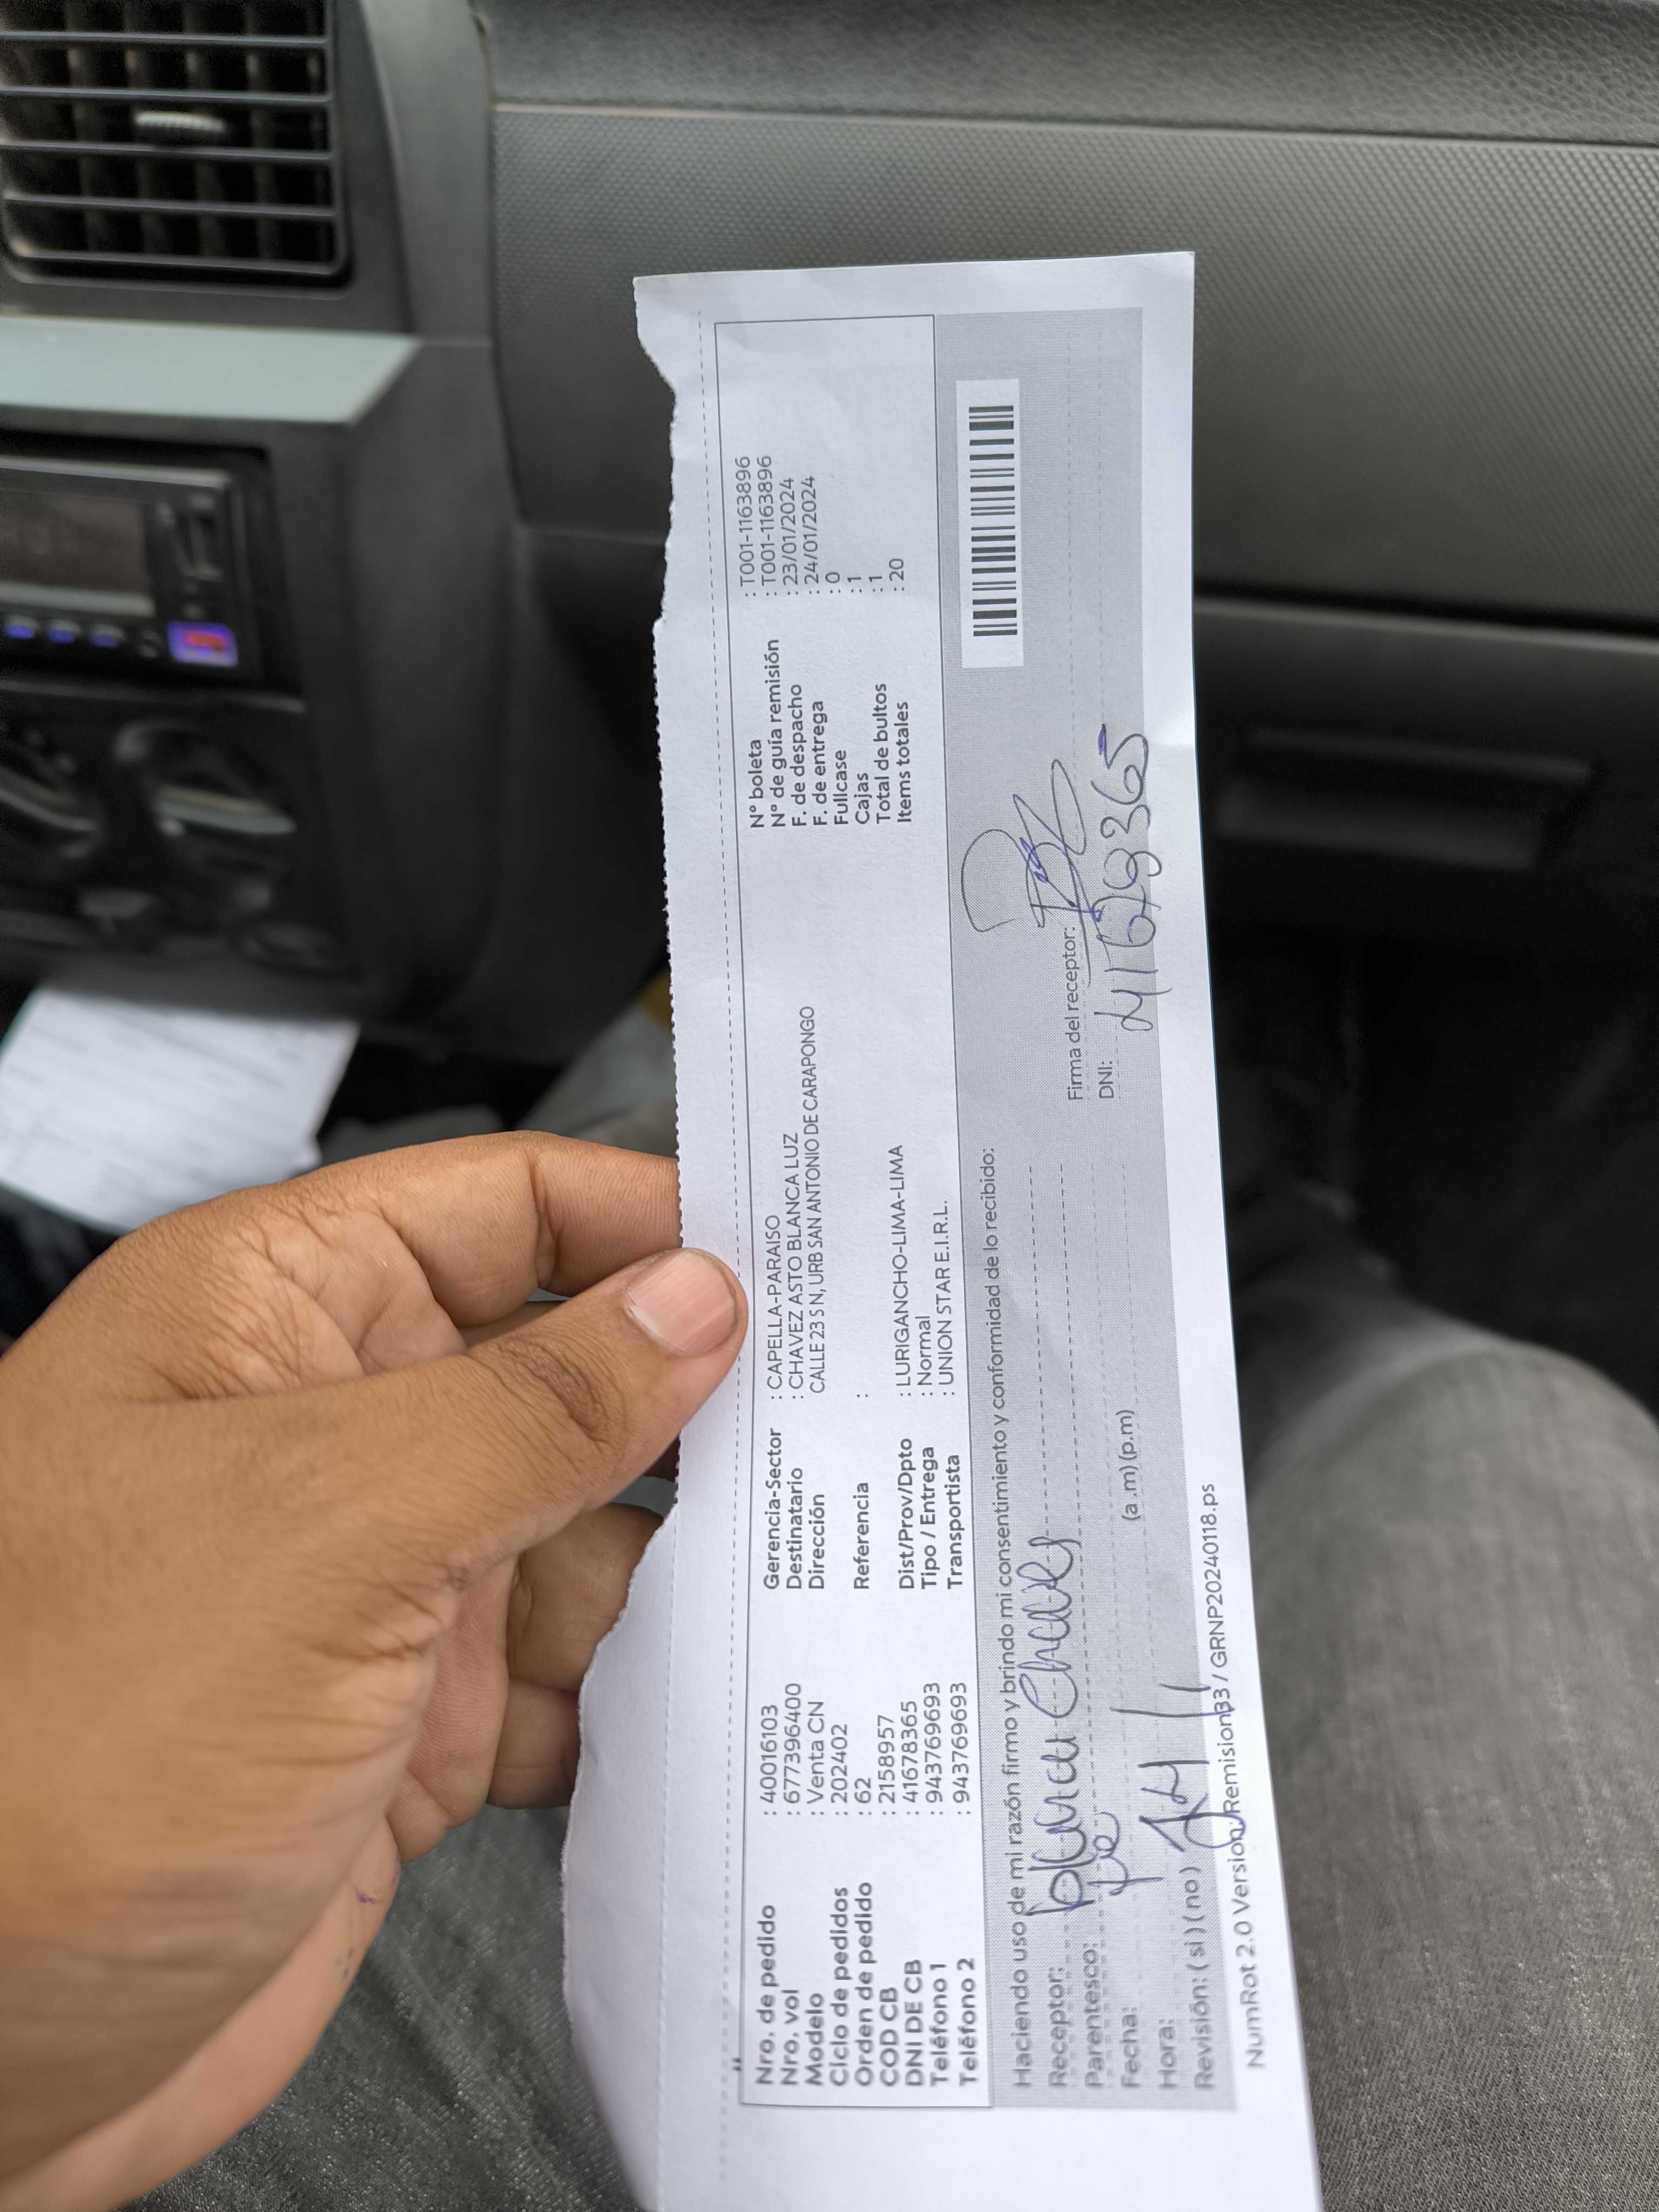 Nro. de pedido : 40016103
Nro. vol : 6773396400
Modelo : Venta CN
Ciclo de pedidos : 202402
Orden de pedido : 62
COD CB : 2158957
DNI DE CB : 41678365
Teléfono 1 : 943769693
Teléfono 2 : 943769693
Gerencia-Sector : CAPELLA-PARAISO
Destinatario : CHAVEZ ASTO BLANCA LUZ
Dirección CALLE 23 S N, URB SAN ANTONIO DE CARAPONGO
Referencia :
Dist/Prov/Dpto : LURIGANCHO-LIMA-LIMA
Tipo / Entrega : Normal
Transportista : UNION STAR E.I.R.L.
Nº boleta : T001-1163896
Nº de guía remisión : T001-1163896
F. de despacho : 23/01/2024
F. de entrega : 24/01/2024
Fullcase : 0
Cajas : 1
Total de bultos : 1
Items totales : 20
Haciendo uso de mi razón firmo y brindo mi consentimiento y conformidad de lo recibido:
Receptor: Chavez
Parentesco:
Fecha:
Hora: (a .m) (p.m)
Revisión: ( sì ) ( no )
Firma del receptor:
DNI: 41678365
NumRot 2.0 Version: Remision33 / GRNP20240118.ps